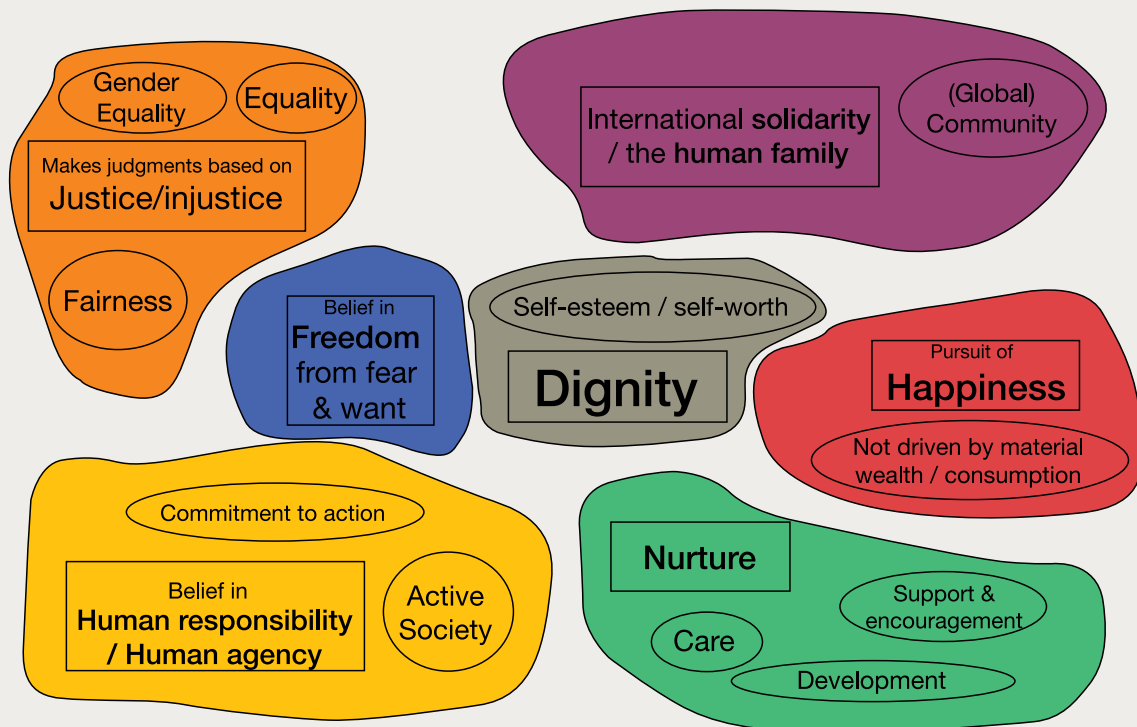 Gender
Equality
Equality
Makes judgments based on
Justice/injustice
Fairness
International solidarity
/ the human family
(Global)
Community
Belief in
Freedom
from fear
& want
Self-esteem / self-worth
Dignity
Pursuit of
Happiness
Not driven by material
wealth / consumption
Commitment to action
Belief in
Human responsibility
/ Human agency
Active
Society
Nurture
Support &
encouragement
Care
Development